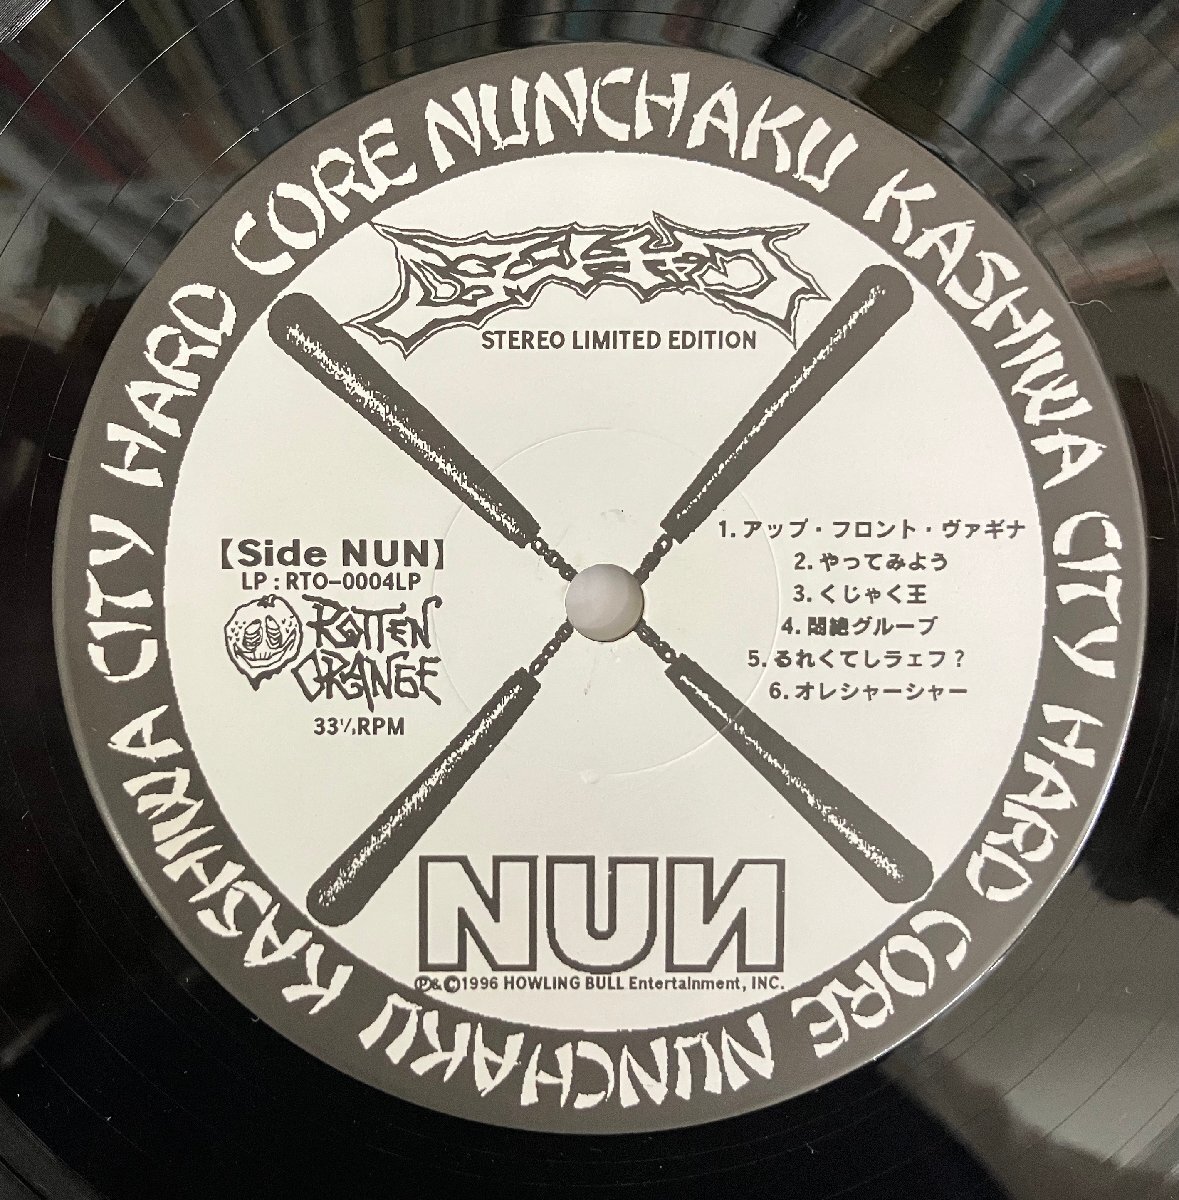 CORE NUNCHAKU KASHIWA CITY HARD CORE NUNCHAKU KASHIWA CITY HARD
STEREO LIMITED EDITION
【Side NUN】
LP : RTO-0004LP
ROTTEN
ORANGE
33⅓RPM
1. アップ・フロント・ヴァギナ
2. やってみよう
3. くじゃく王
4. 悶絶グループ
5. るれくてしラェフ?
6. オレシャーシャー
NUN
Ⓟ&©1996 HOWLING BULL Entertainment, INC.